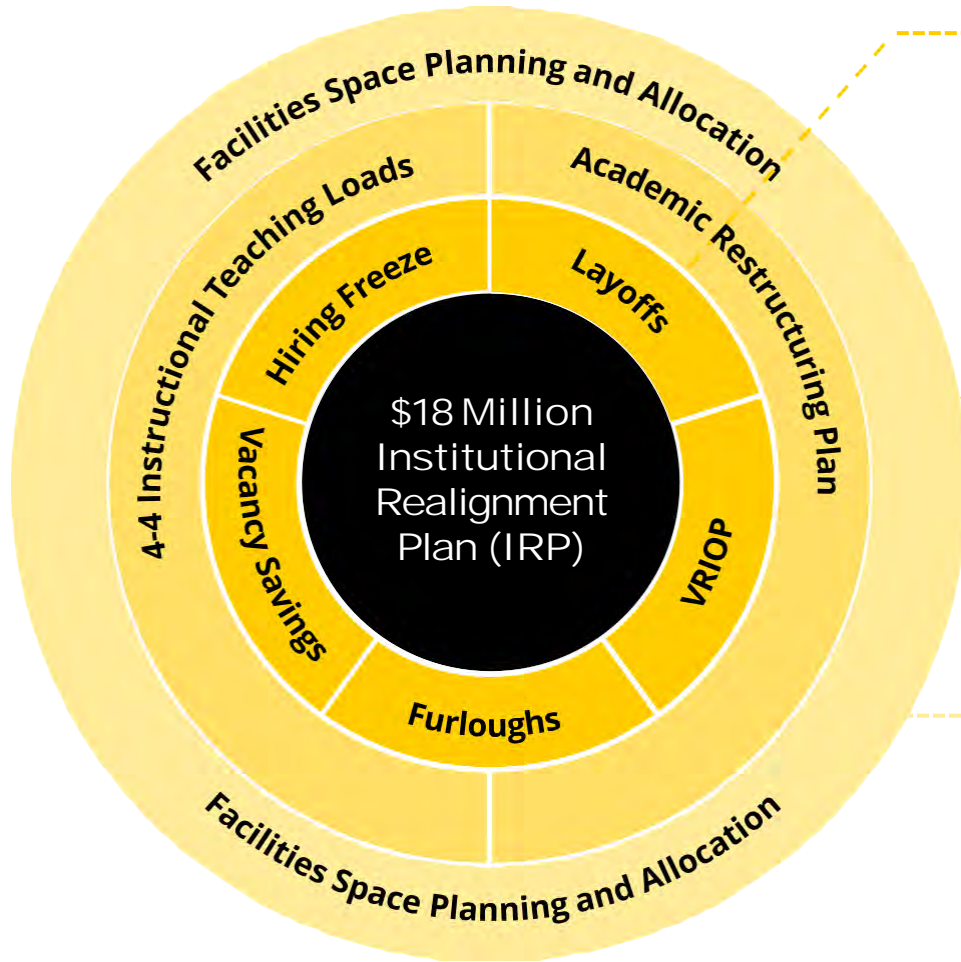 Facilities Space Planning and Allocation
4-4 Instructional Teaching Loads
Academic Restructuring Plan
Hiring Freeze
Layoffs
$18 Million
Institutional
Realignment
Plan (IRP)
Vacancy Savings
VRIOP
Furloughs
Facilities Space Planning and Allocation